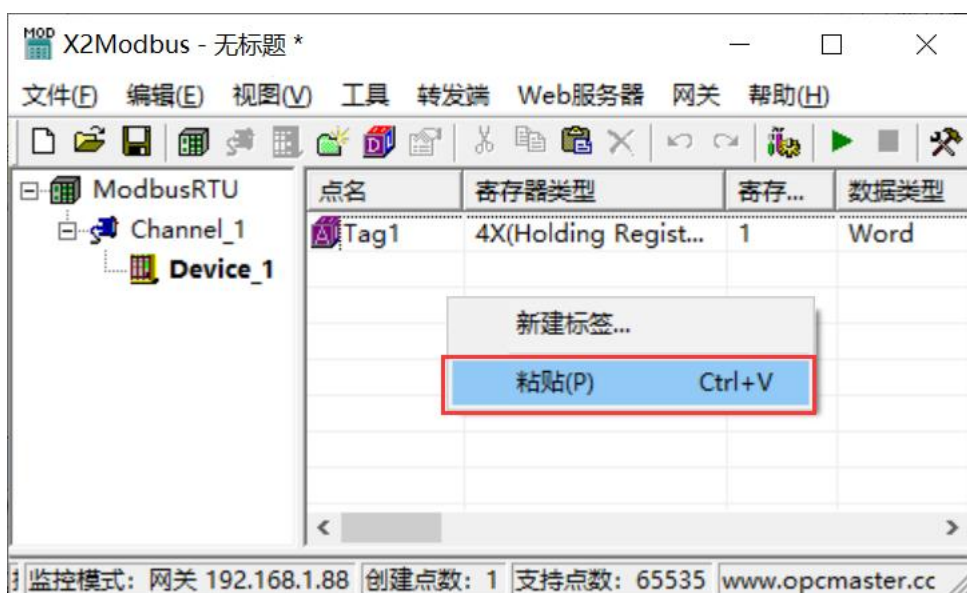 MOD X2Modbus - 无标题 *
文件(F) 编辑(E) 视图(V) 工具 转发端 Web服务器 网关 帮助(H)
ModbusRTU 点名 寄存器类型 寄存... 数据类型
Channel_1 Tag1 4X(Holding Regist... 1 Word
Device_1
新建标签...
粘贴(P) Ctrl+V
监控模式: 网关 192.168.1.88 创建点数: 1 支持点数: 65535 www.opcmaster.cc